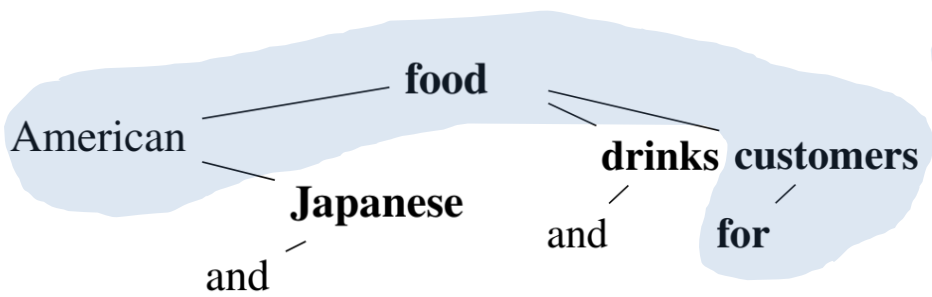 food
American
drinks customers
Japanese
and for
and